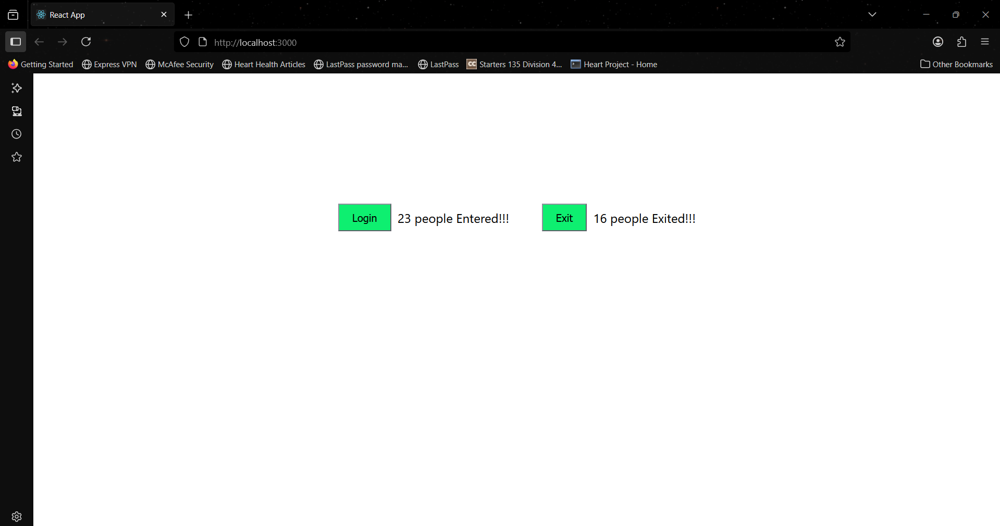 React App
http://localhost:3000
Getting Started Express VPN McAfee Security Heart Health Articles LastPass password ma... LastPass CC Starters 135 Division 4... Heart Project - Home Other Bookmarks
Login 23 people Entered!!! Exit 16 people Exited!!!